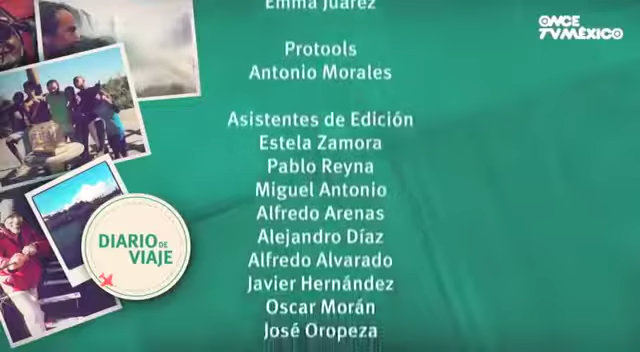 Emma Juárez
ONCE
TV MÉXICO
Protools
Antonio Morales
Asistentes de Edición
Estela Zamora
Pablo Reyna
Miguel Antonio
Alfredo Arenas
Alejandro Díaz
Alfredo Alvarado
Javier Hernández
Oscar Morán
José Oropeza
DIARIO DE
VIAJE